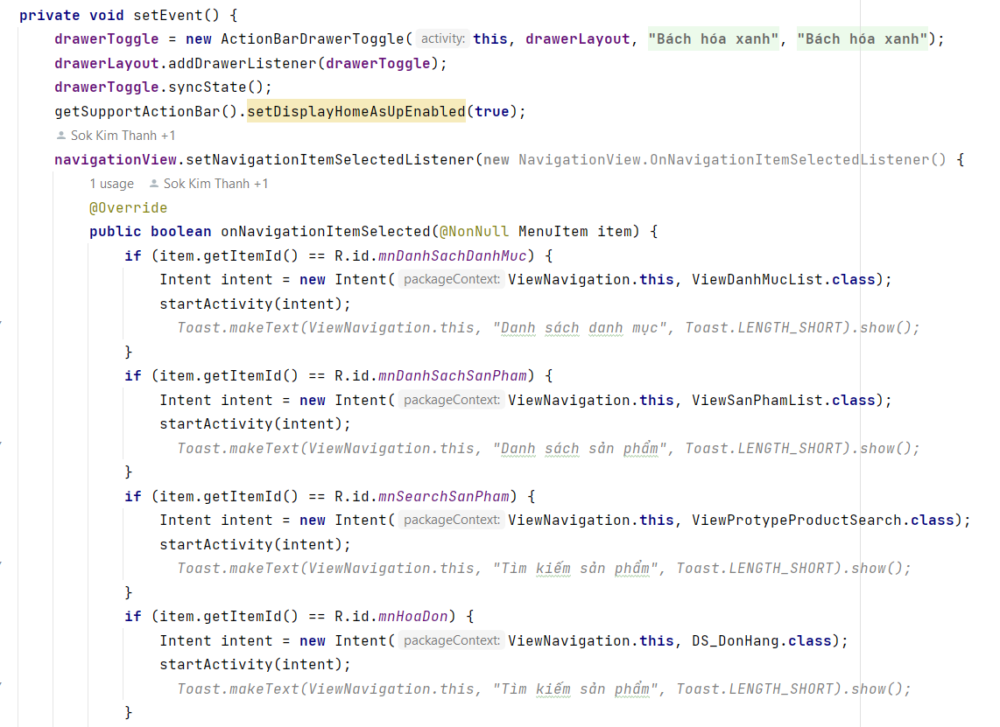 private void setEvent() {
drawerToggle = new ActionBarDrawerToggle( activity: this, drawerLayout, "Bách hóa xanh", "Bách hóa xanh");
drawerLayout.addDrawerListener(drawerToggle);
drawerToggle.syncState();
getSupportActionBar().setDisplayHomeAsUpEnabled(true);
Sok Kim Thanh +1
navigationView.setNavigationItemSelectedListener(new NavigationView.OnNavigationItemSelectedListener() {
1 usage Sok Kim Thanh +1
@Override
public boolean onNavigationItemSelected(@NonNull MenuItem item) {
if (item.getItemId() == R.id.mnDanhSachDanhMuc) {
Intent intent = new Intent( packageContext: ViewNavigation.this, ViewDanhMucList.class);
startActivity(intent);
Toast.makeText(ViewNavigation.this, "Danh sách danh mục", Toast.LENGTH_SHORT).show();
}
if (item.getItemId() == R.id.mnDanhSachSanPham) {
Intent intent = new Intent( packageContext: ViewNavigation.this, ViewSanPhamList.class);
startActivity(intent);
Toast.makeText(ViewNavigation.this, "Danh sách sản phẩm", Toast.LENGTH_SHORT).show();
}
if (item.getItemId() == R.id.mnSearchSanPham) {
Intent intent = new Intent( packageContext: ViewNavigation.this, ViewProtypeProductSearch.class);
startActivity(intent);
Toast.makeText(ViewNavigation.this, "Tìm kiếm sản phẩm", Toast.LENGTH_SHORT).show();
}
if (item.getItemId() == R.id.mnHoaDon) {
Intent intent = new Intent( packageContext: ViewNavigation.this, DS_DonHang.class);
startActivity(intent);
Toast.makeText(ViewNavigation.this, "Tìm kiếm sản phẩm", Toast.LENGTH_SHORT).show();
}